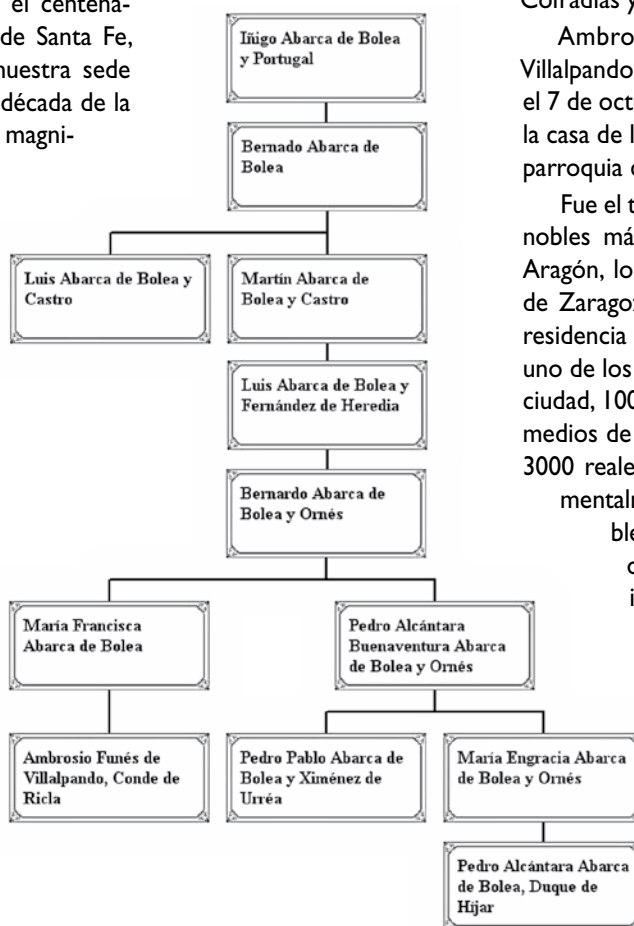 el centena-
de Santa Fe,
nuestra sede
década de la
magni-
Iñigo Abarca de Bolea
y Portugal
Bernado Abarca de
Bolea
Luis Abarca de Bolea y
Castro
Martín Abarca de
Bolea y Castro
Luis Abarca de Bolea y
Fernández de Heredia
Bernardo Abarca de
Bolea y Ornés
María Francisca
Abarca de Bolea
Pedro Alcántara
Buenaventura Abarca
de Bolea y Ornés
Ambrosio Funés de
Villalpando, Conde de
Ricla
Pedro Pablo Abarca de
Bolea y Ximénez de
Urréa
María Engracia Abarca
de Bolea y Ornés
Pedro Alcántara Abarca
de Bolea, Duque de
Híjar
Cofradías y
Ambro
Villalpando
el 7 de oct
la casa de l
parroquia
Fue el t
nobles má
Aragón, lo
de Zarago
residencia
uno de los
ciudad, 100
medios de
3000 reale
mental
ble